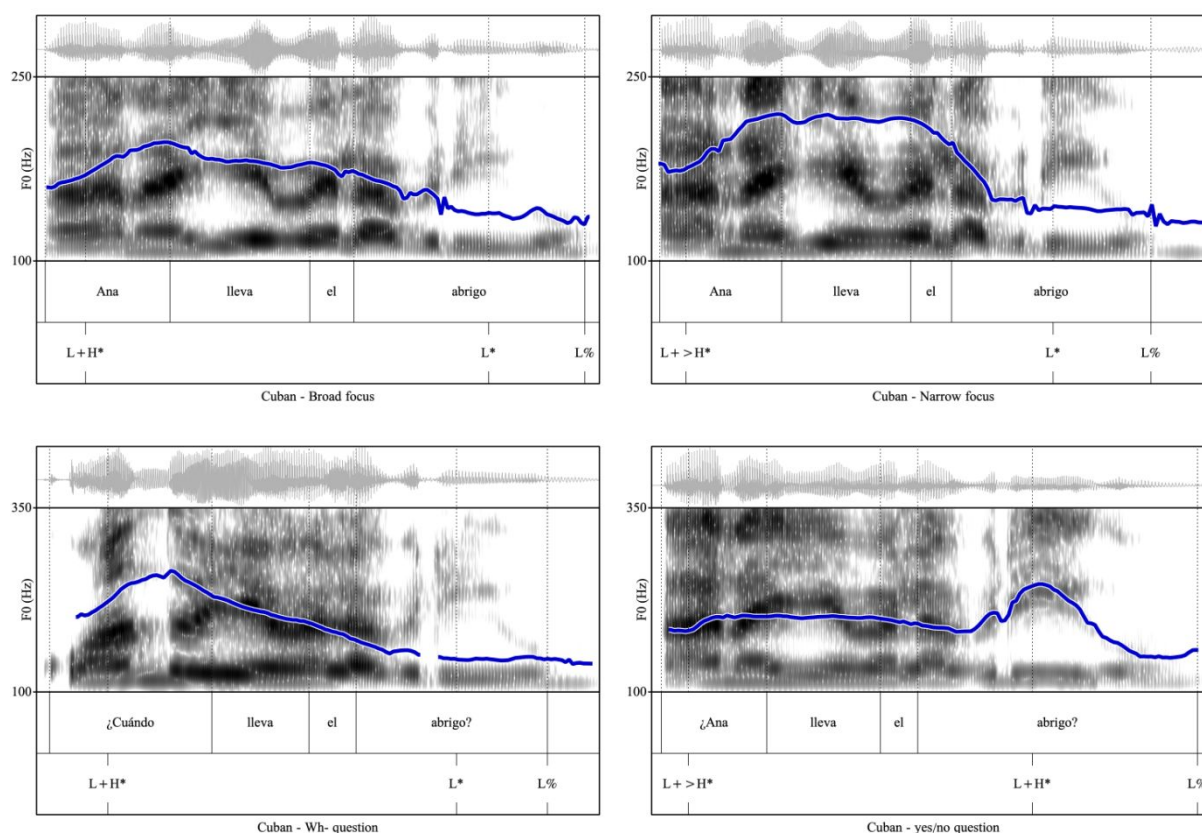 250
F0 (Hz)
100
Ana lleva el abrigo
L+H* L* L%
Cuban - Broad focus
250
F0 (Hz)
100
Ana lleva el abrigo
L+>H* L* L%
Cuban - Narrow focus
350
F0 (Hz)
100
¿Cuándo lleva el abrigo?
L+H* L* L%
Cuban - Wh- question
350
F0 (Hz)
100
¿Ana lleva el abrigo?
L+>H* L+H* L%
Cuban - yes/no question